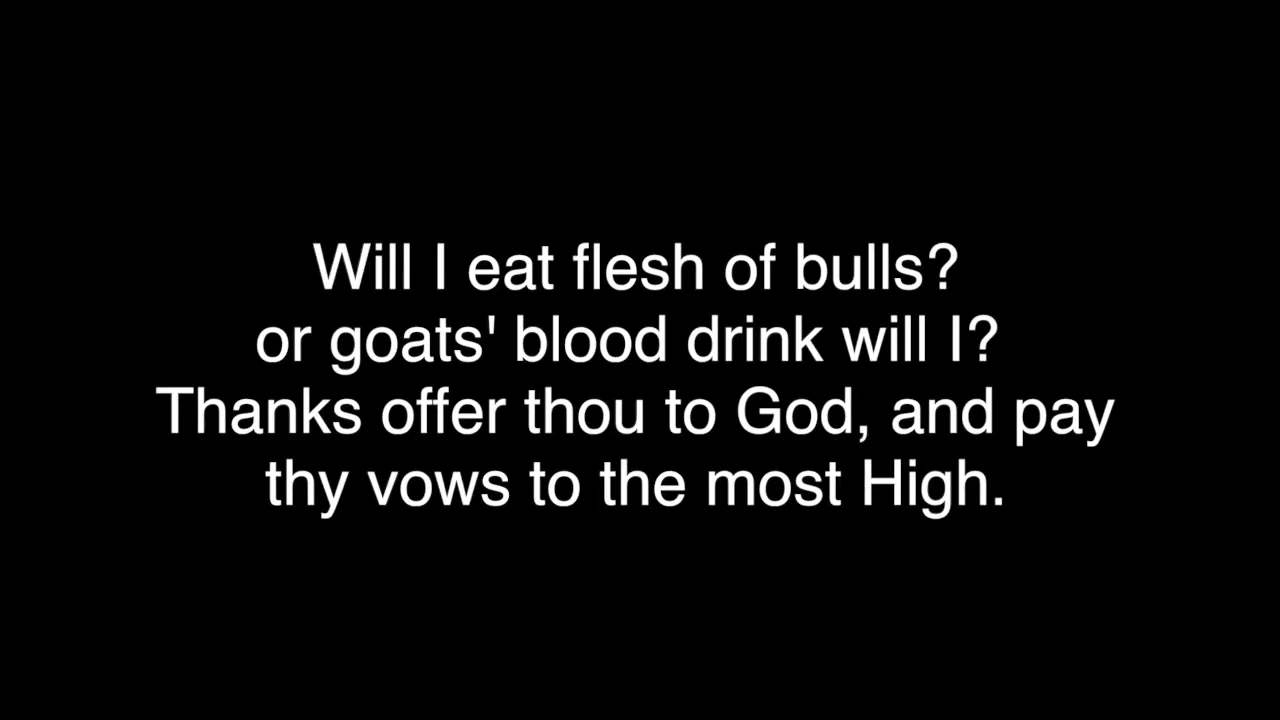 Will I eat flesh of bulls?
or goats' blood drink will I?
Thanks offer thou to God, and pay
thy vows to the most High.